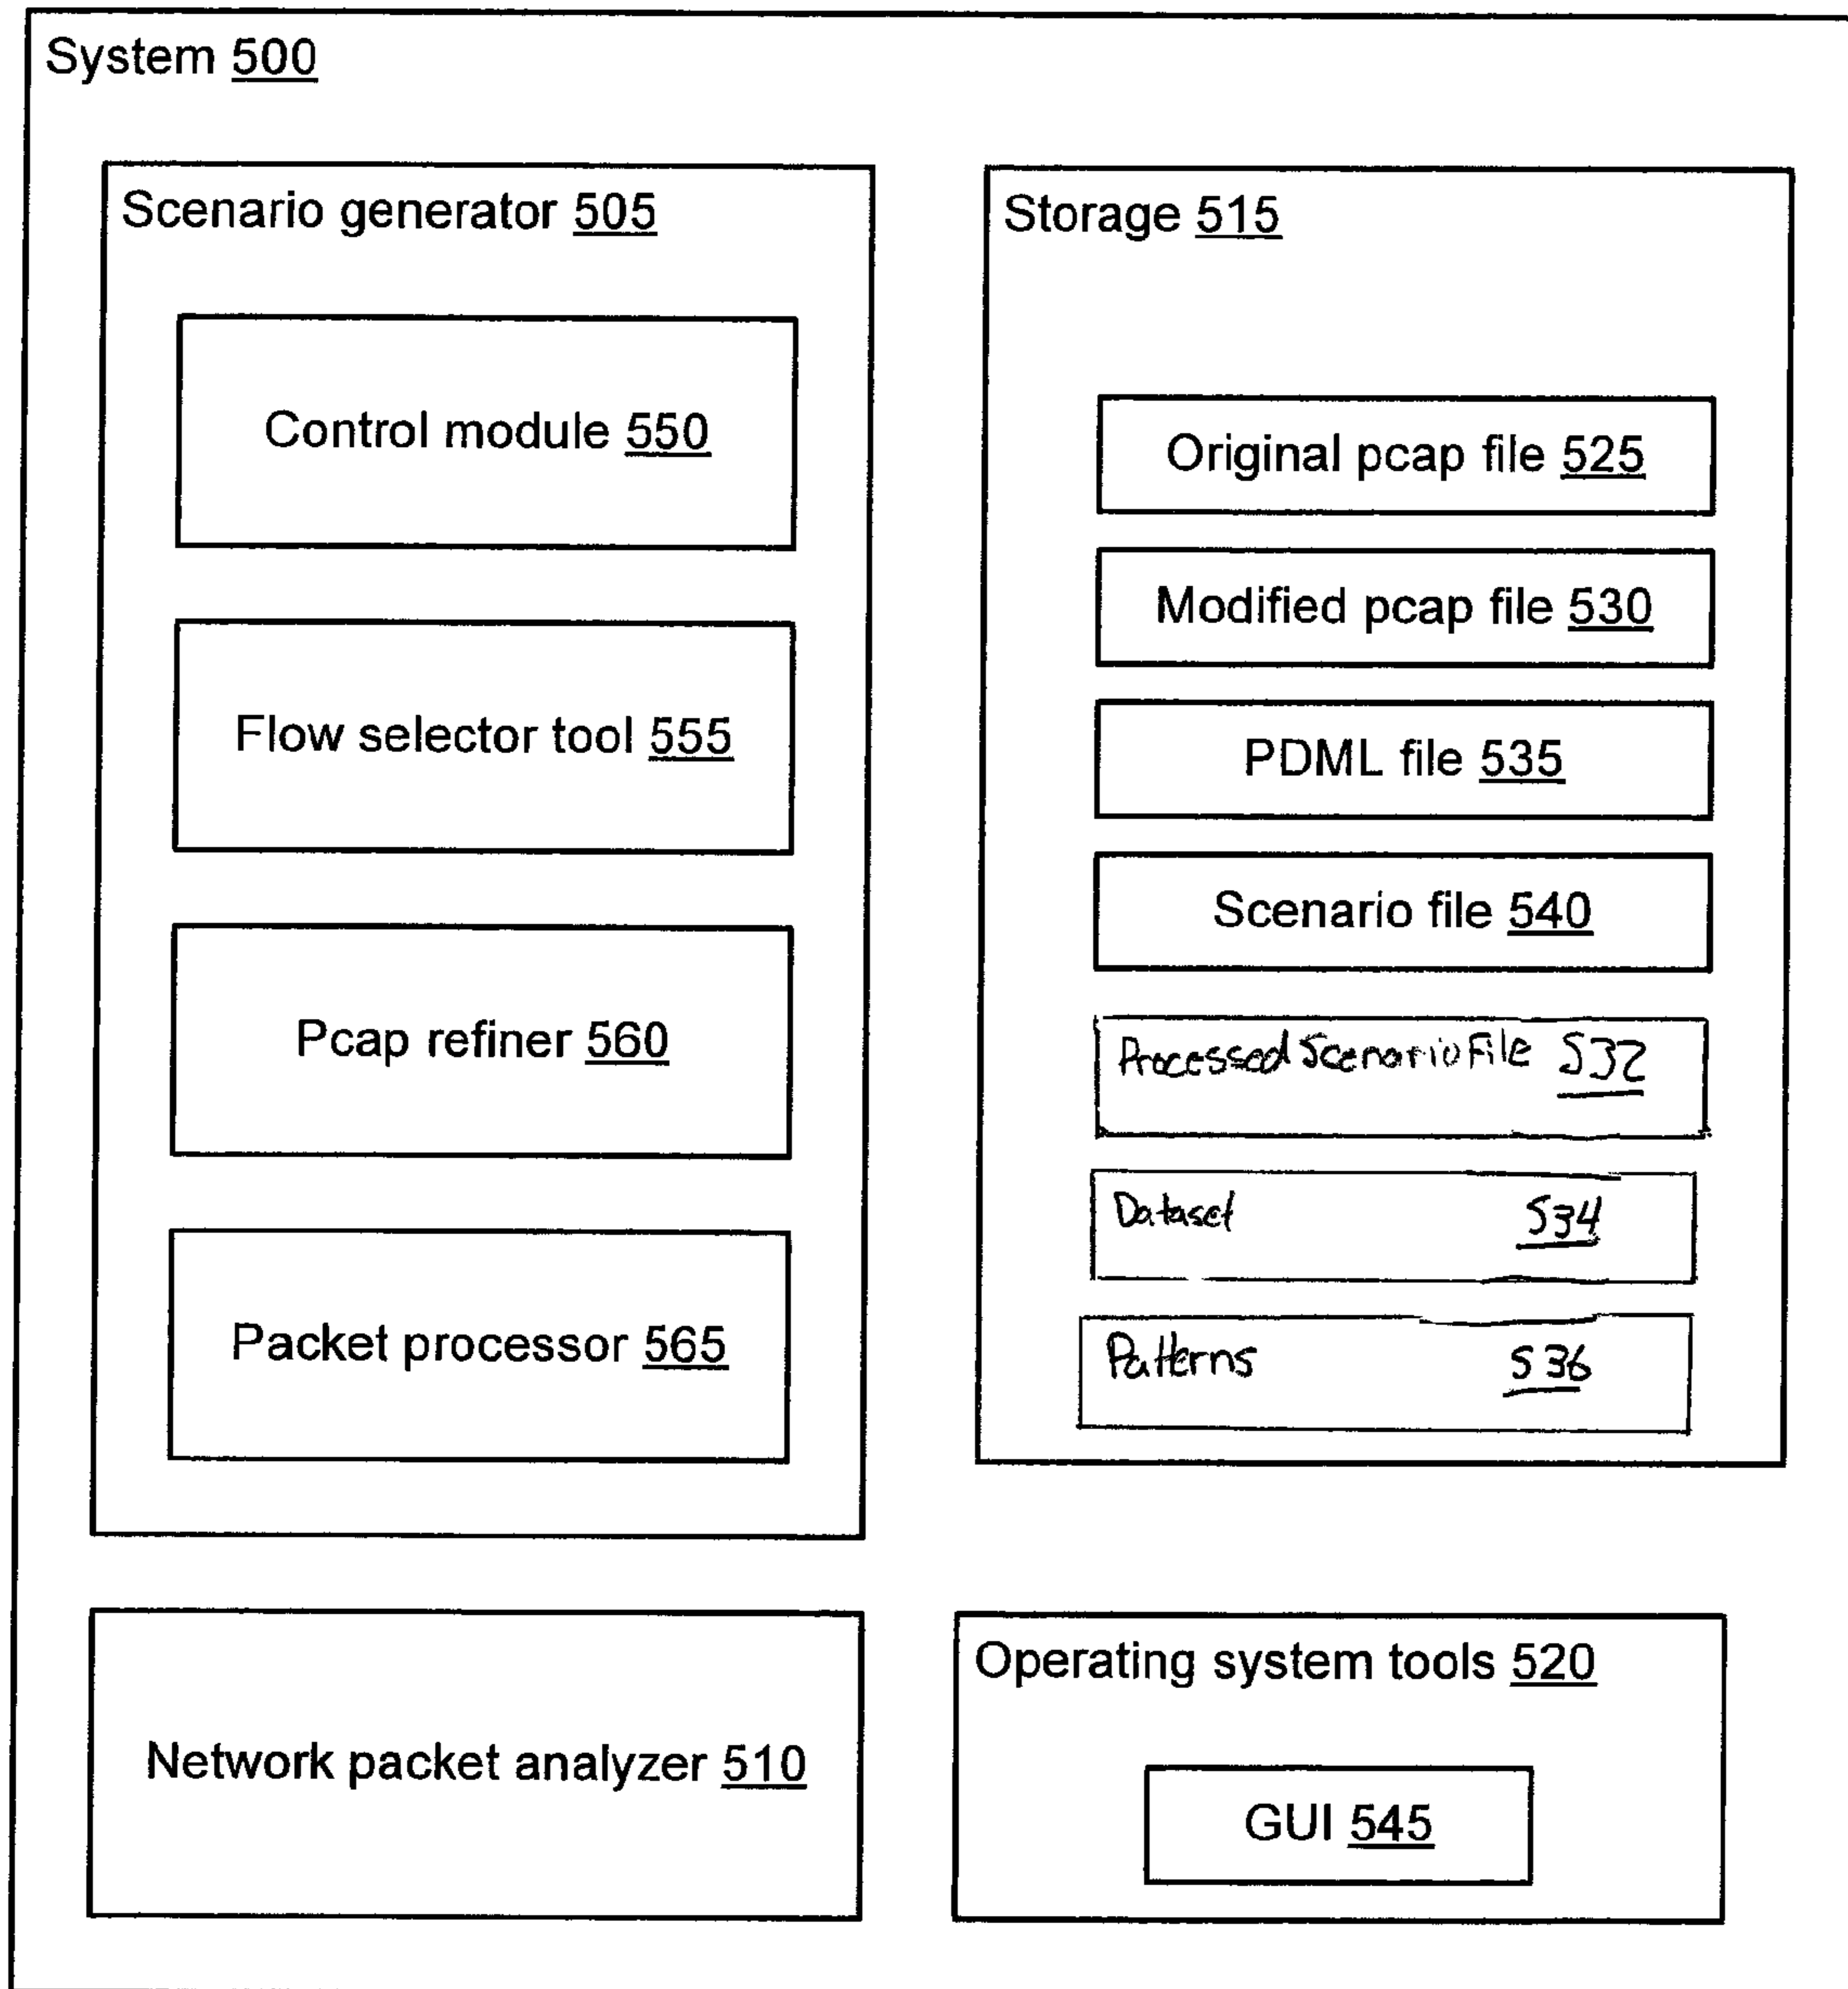 System 500
Scenario generator 505
Control module 550
Flow selector tool 555
Pcap refiner 560
Packet processor 565
Storage 515
Original pcap file 525
Modified pcap file 530
PDML file 535
Scenario file 540
Processed Scenario File 532
Dataset 534
Patterns 536
Network packet analyzer 510
Operating system tools 520
GUI 545